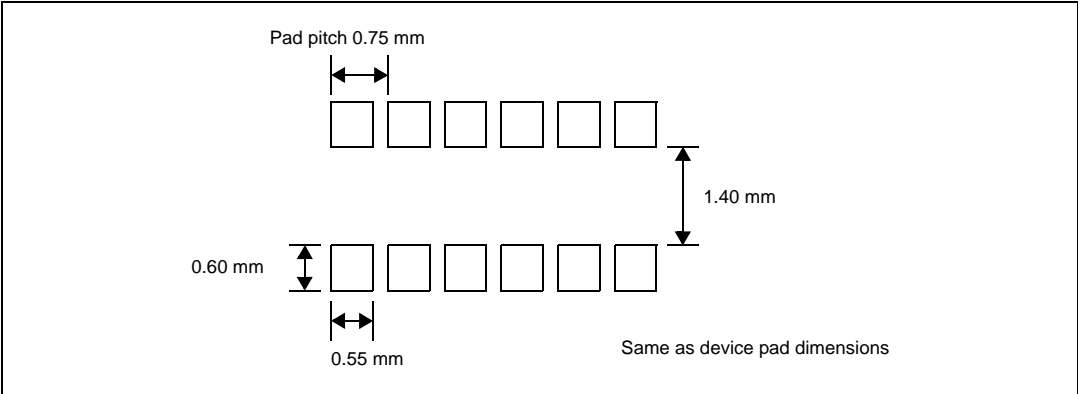 Pad pitch 0.75 mm
1.40 mm
0.60 mm
0.55 mm
Same as device pad dimensions